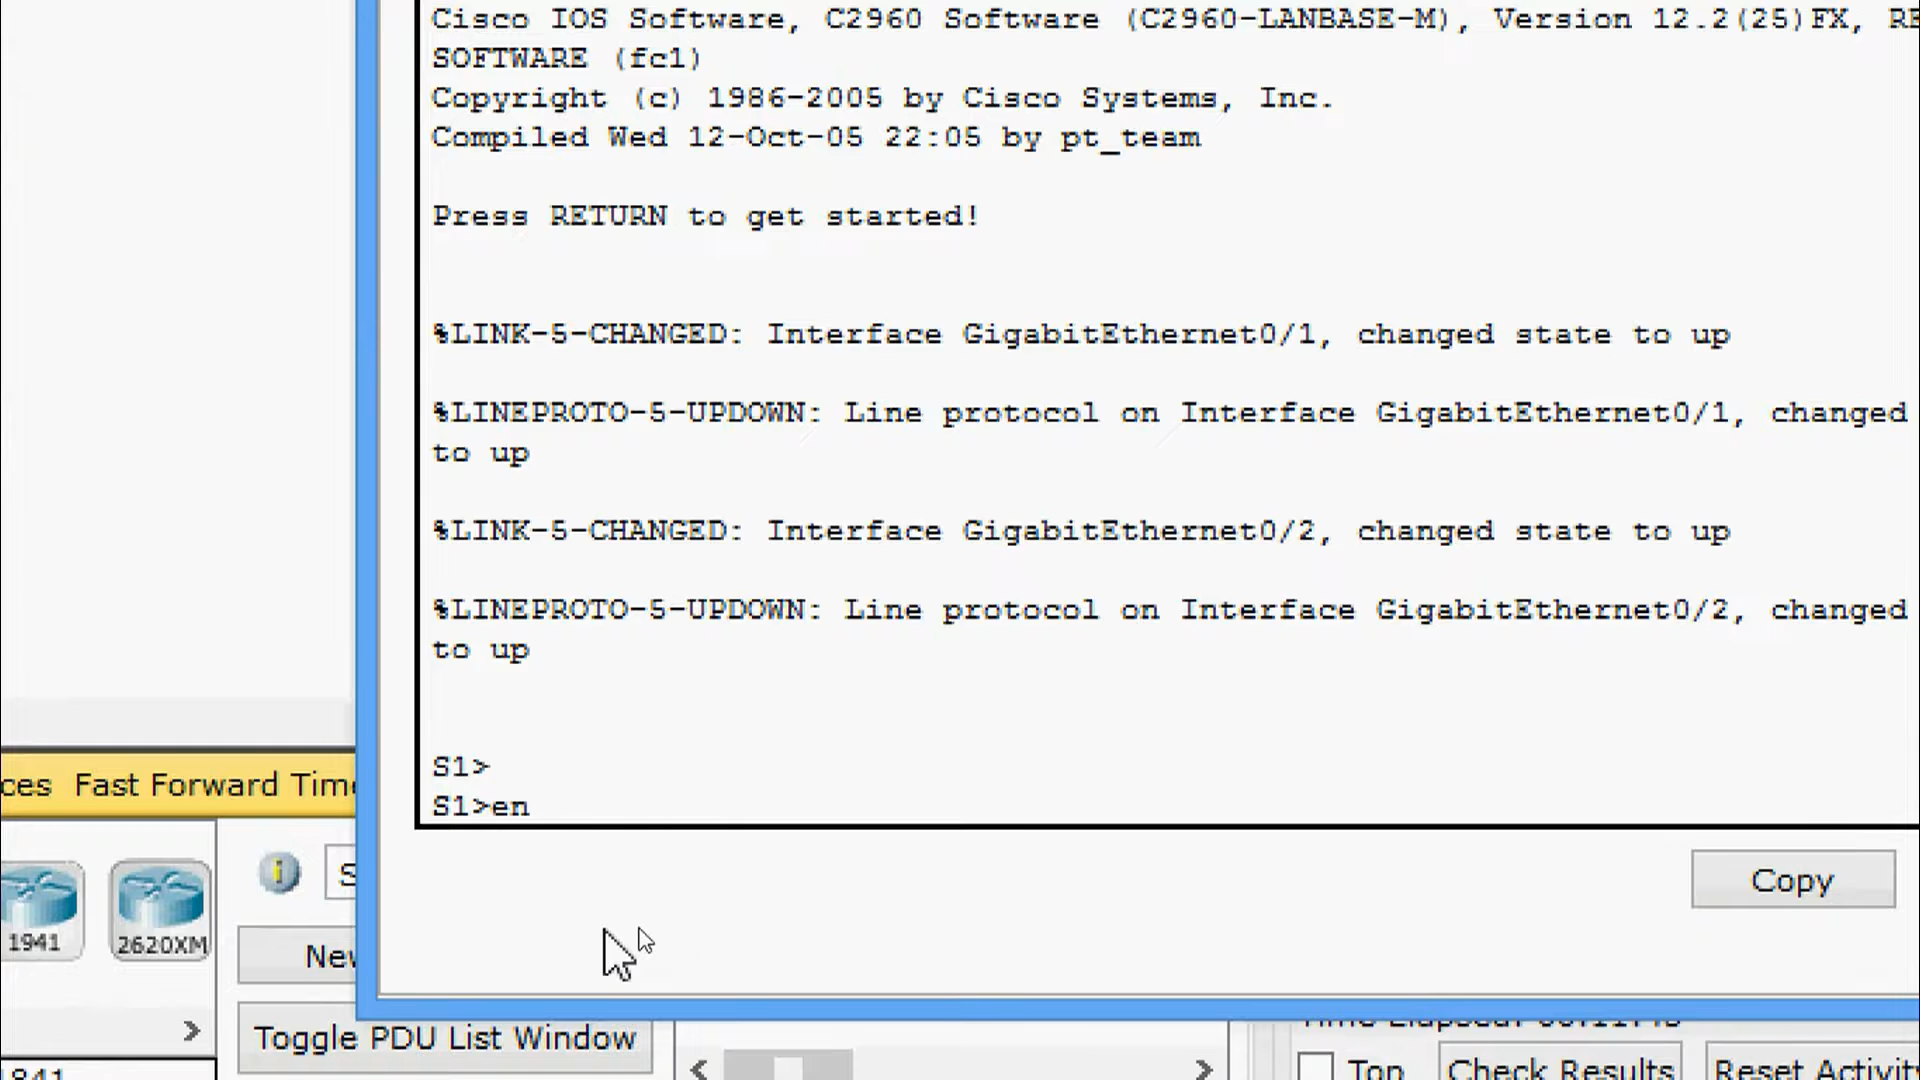 Cisco IOS Software, C2960 Software (C2960-LANBASE-M), Version 12.2(25)FX, RE
SOFTWARE (fc1)
Copyright (c) 1986-2005 by Cisco Systems, Inc.
Compiled Wed 12-Oct-05 22:05 by pt_team
Press RETURN to get started!
%LINK-5-CHANGED: Interface GigabitEthernet0/1, changed state to up
%LINEPROTO-5-UPDOWN: Line protocol on Interface GigabitEthernet0/1, changed
to up
%LINK-5-CHANGED: Interface GigabitEthernet0/2, changed state to up
%LINEPROTO-5-UPDOWN: Line protocol on Interface GigabitEthernet0/2, changed
to up
S1>
S1>en
ces Fast Forward Time
Copy
1941
2620XM
S
New
Toggle PDU List Window
Top
Check Results
Reset Activity